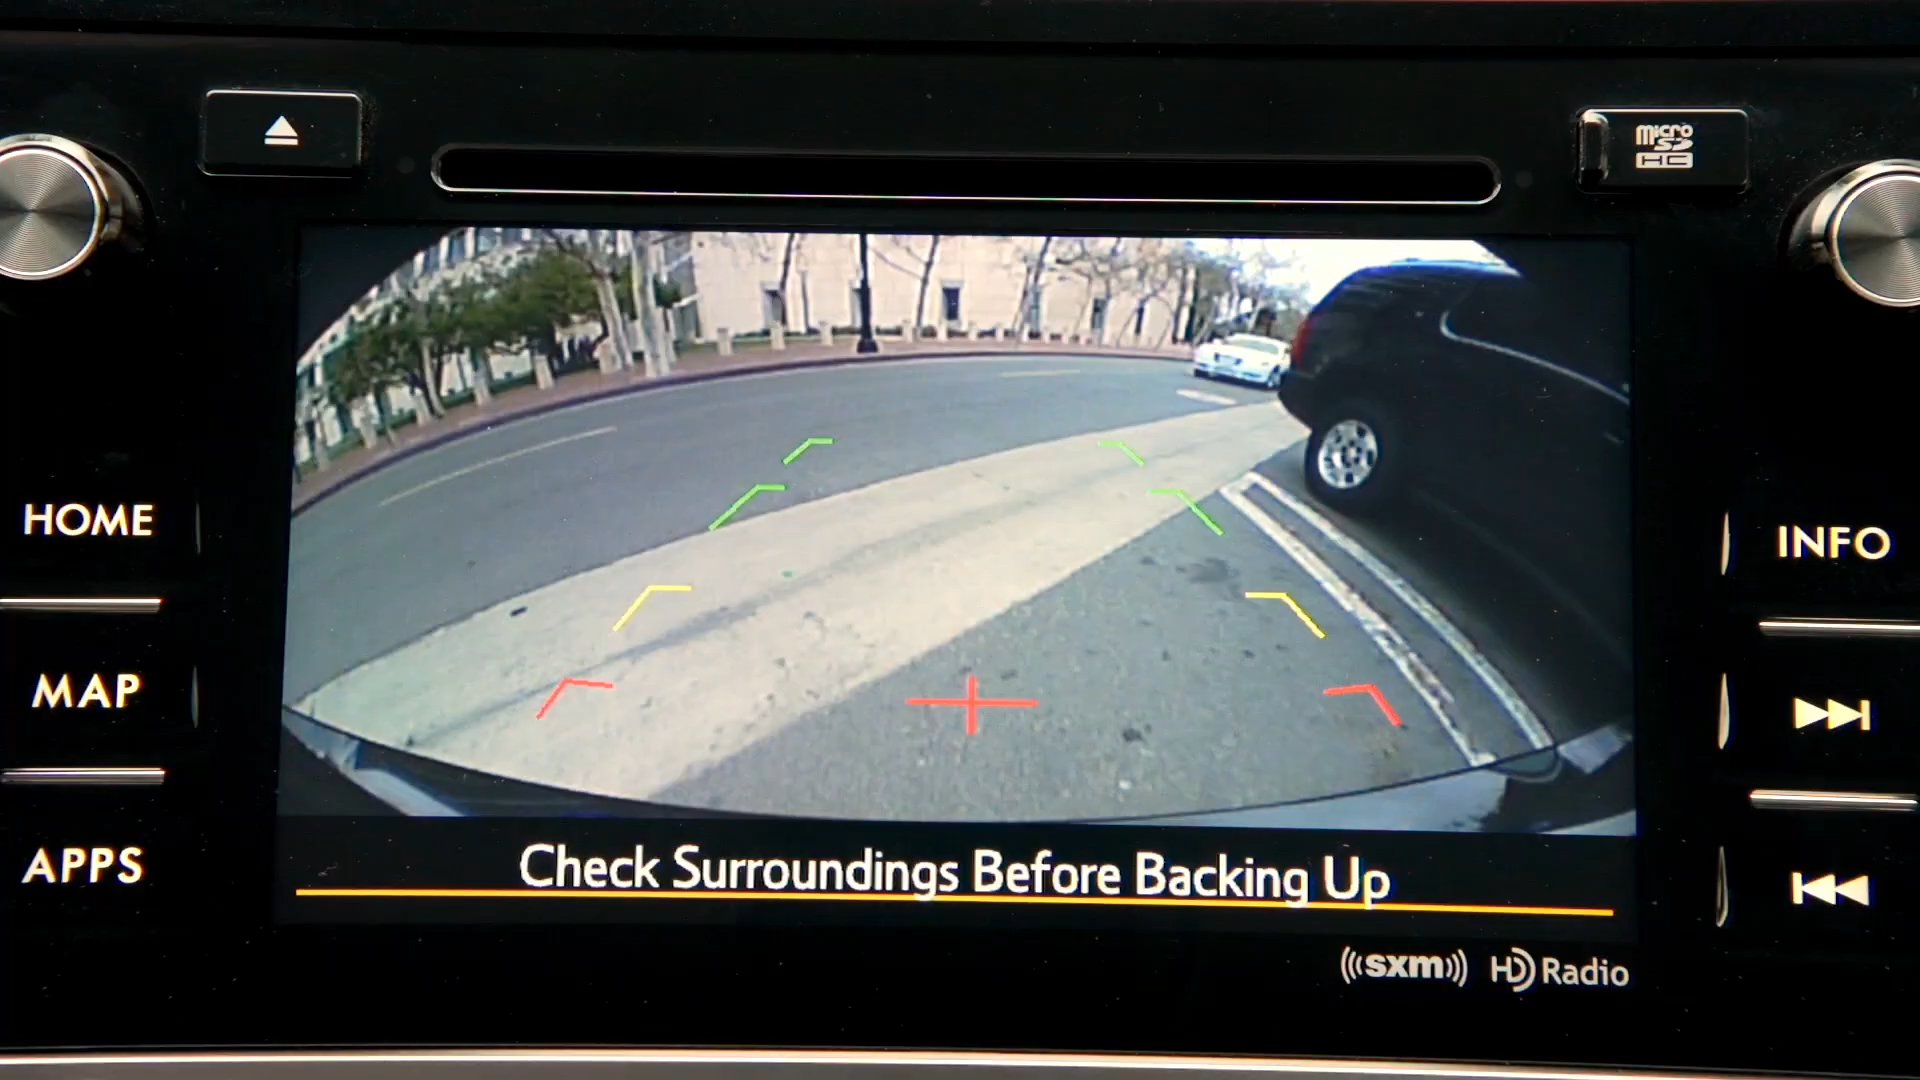 micro
SD
HC
HOME
INFO
MAP
APPS
Check Surroundings Before Backing Up
((( sxm ))) HD Radio